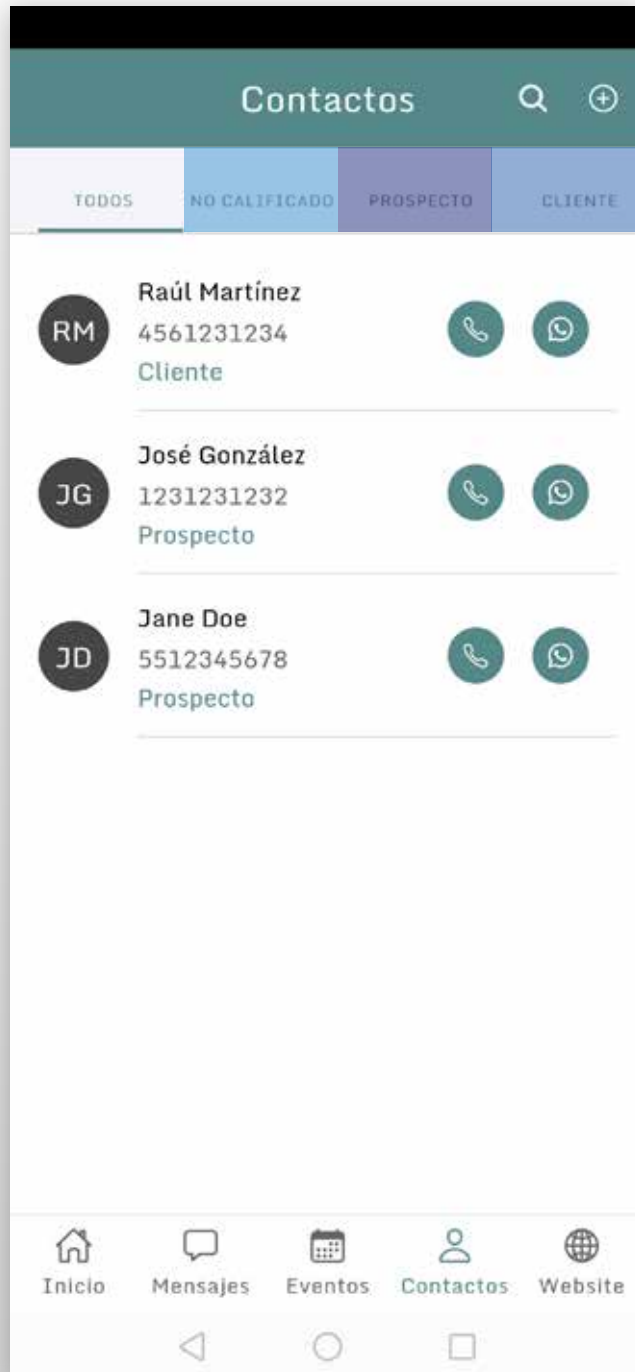 Contactos
TODOS NO CALIFICADO PROSPECTO CLIENTE
RM
Raúl Martínez
4561231234
Cliente
JG
José González
1231231232
Prospecto
JD
Jane Doe
5512345678
Prospecto
Inicio Mensajes Eventos Contactos Website